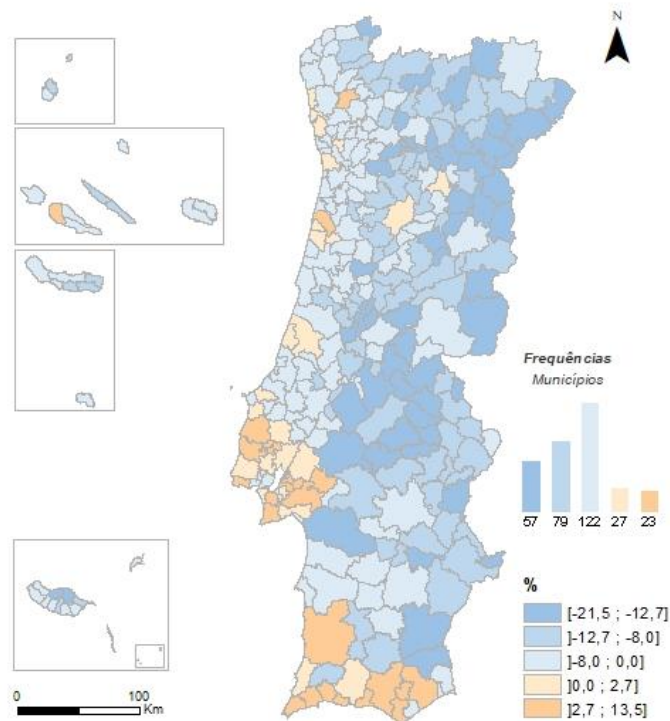 N
Frequências
Municípios
57 79 122 27 23
%
[-21,5 ; -12,7]
]-12,7 ; -8,0]
]-8,0 ; 0,0]
]0,0 ; 2,7]
]2,7 ; 13,5]
0 100
Km